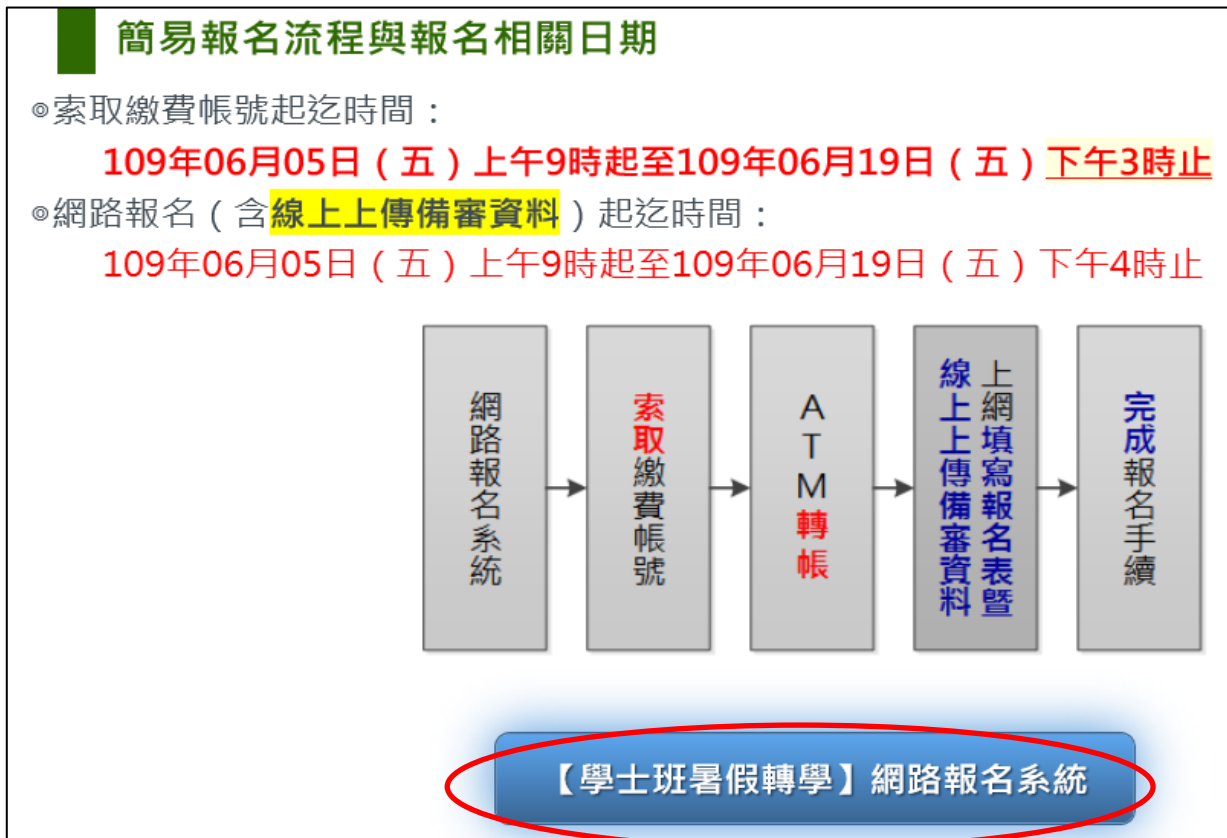 簡易報名流程與報名相關日期
◎索取繳費帳號起迄時間：
109年06月05日（五）上午9時起至109年06月19日（五）下午3時止
◎網路報名（含線上上傳備審資料）起迄時間：
109年06月05日（五）上午9時起至109年06月19日（五）下午4時止
網路報名系統
索取繳費帳號
ATM轉帳
上網填寫報名表暨
線上上傳備審資料
完成報名手續
【學士班暑假轉學】網路報名系統